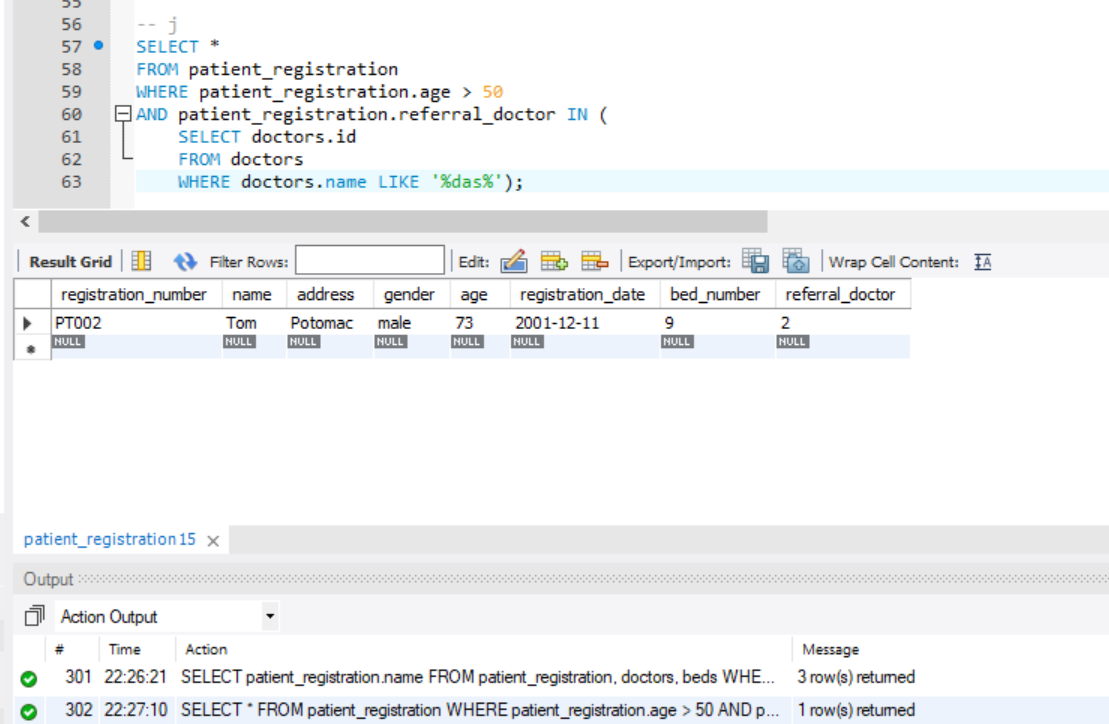 55
56 -- j
57 SELECT *
58 FROM patient_registration
59 WHERE patient_registration.age > 50
60 AND patient_registration.referral_doctor IN (
61 SELECT doctors.id
62 FROM doctors
63 WHERE doctors.name LIKE '%das%');
Result Grid Filter Rows: Edit: Export/Import: Wrap Cell Content: IA
registration_number name address gender age registration_date bed_number referral_doctor
PT002 Tom Potomac male 73 2001-12-11 9 2
NULL NULL NULL NULL NULL NULL NULL NULL
patient_registration 15
Output
Action Output
# Time Action Message
301 22:26:21 SELECT patient_registration.name FROM patient_registration, doctors, beds WHE... 3 row(s) returned
302 22:27:10 SELECT * FROM patient_registration WHERE patient_registration.age > 50 AND p... 1 row(s) returned